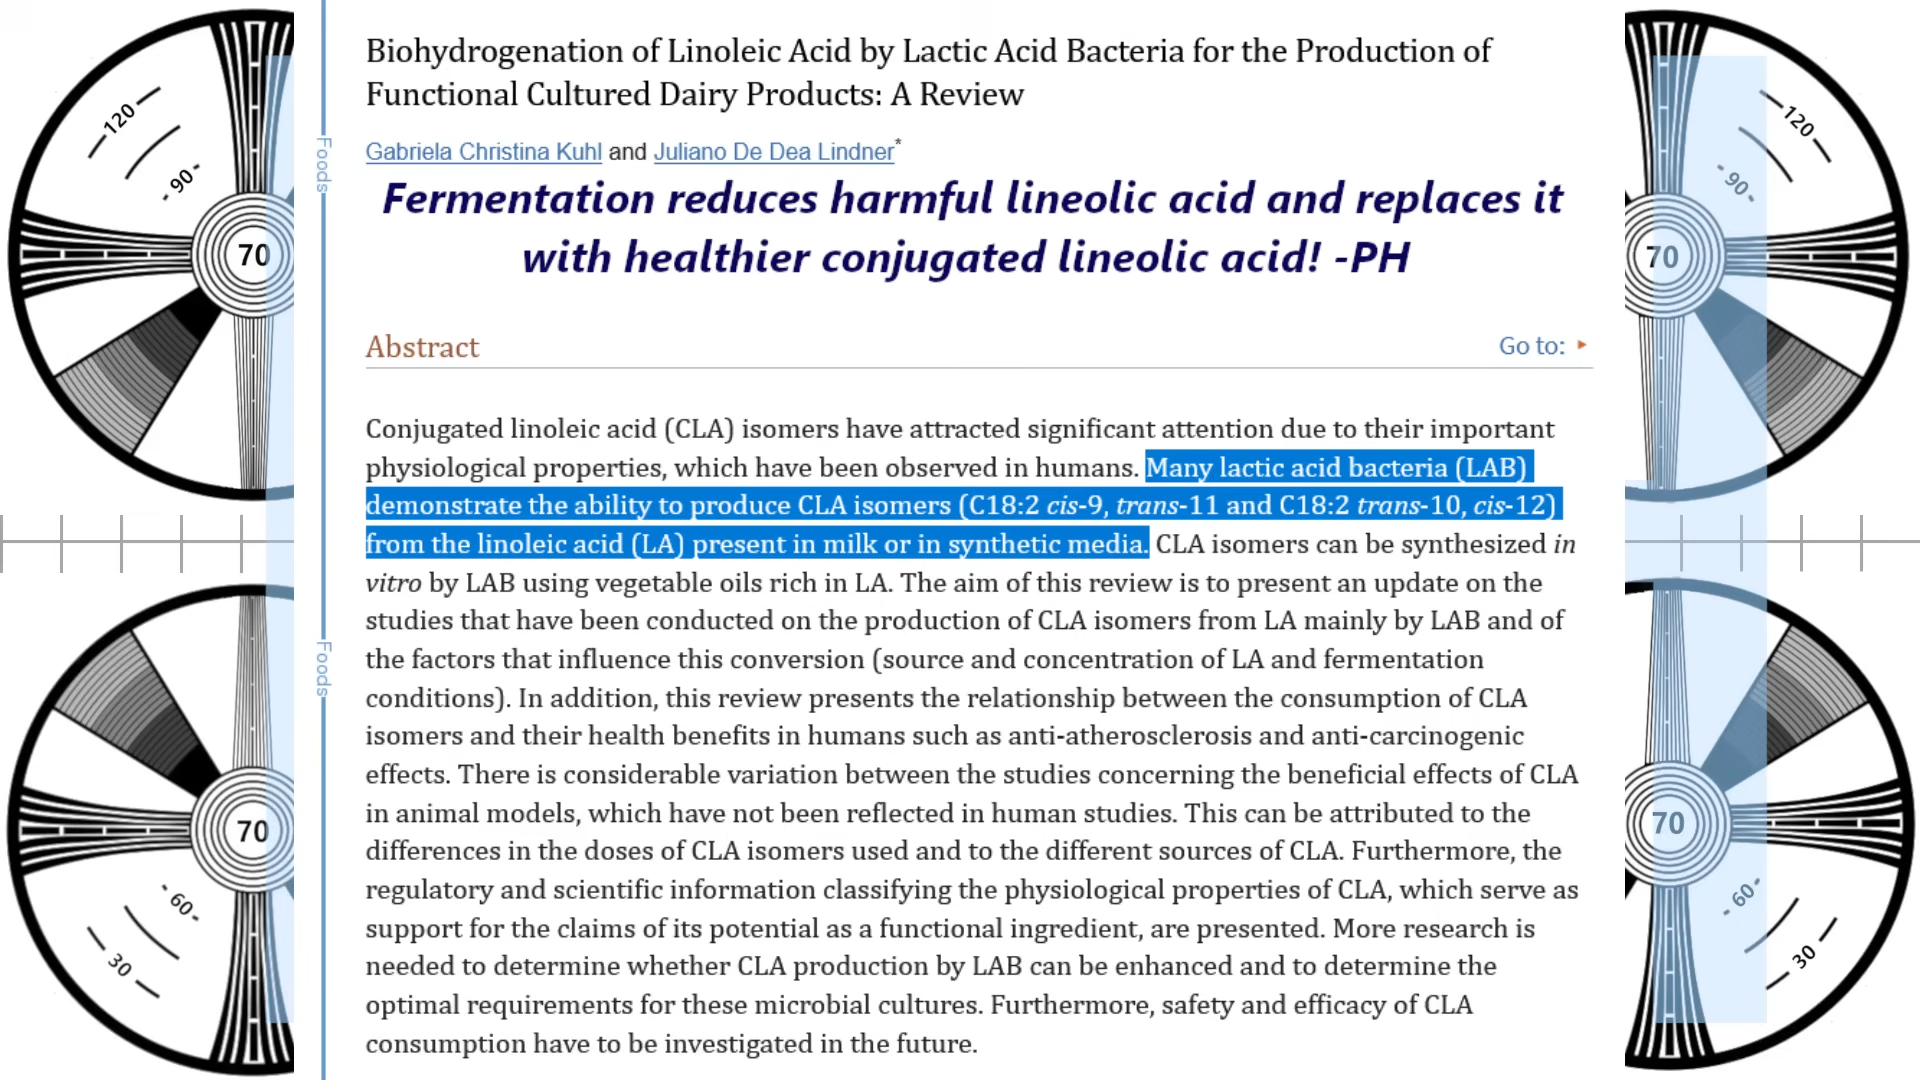 Biohydrogenation of Linoleic Acid by Lactic Acid Bacteria for the Production of
Functional Cultured Dairy Products: A Review
Gabriela Christina Kuhl and Juliano De Dea Lindner*
Fermentation reduces harmful lineolic acid and replaces it
with healthier conjugated lineolic acid! -PH
Abstract
Go to: ▸
Conjugated linoleic acid (CLA) isomers have attracted significant attention due to their important
physiological properties, which have been observed in humans. Many lactic acid bacteria (LAB)
demonstrate the ability to produce CLA isomers (C18:2 cis-9, trans-11 and C18:2 trans-10, cis-12)
from the linoleic acid (LA) present in milk or in synthetic media. CLA isomers can be synthesized in
vitro by LAB using vegetable oils rich in LA. The aim of this review is to present an update on the
studies that have been conducted on the production of CLA isomers from LA mainly by LAB and of
the factors that influence this conversion (source and concentration of LA and fermentation
conditions). In addition, this review presents the relationship between the consumption of CLA
isomers and their health benefits in humans such as anti-atherosclerosis and anti-carcinogenic
effects. There is considerable variation between the studies concerning the beneficial effects of CLA
in animal models, which have not been reflected in human studies. This can be attributed to the
differences in the doses of CLA isomers used and to the different sources of CLA. Furthermore, the
regulatory and scientific information classifying the physiological properties of CLA, which serve as
support for the claims of its potential as a functional ingredient, are presented. More research is
needed to determine whether CLA production by LAB can be enhanced and to determine the
optimal requirements for these microbial cultures. Furthermore, safety and efficacy of CLA
consumption have to be investigated in the future.
Foods
Foods
120
-90-
70
70
-60-
30
120
-90-
70
70
-60-
30